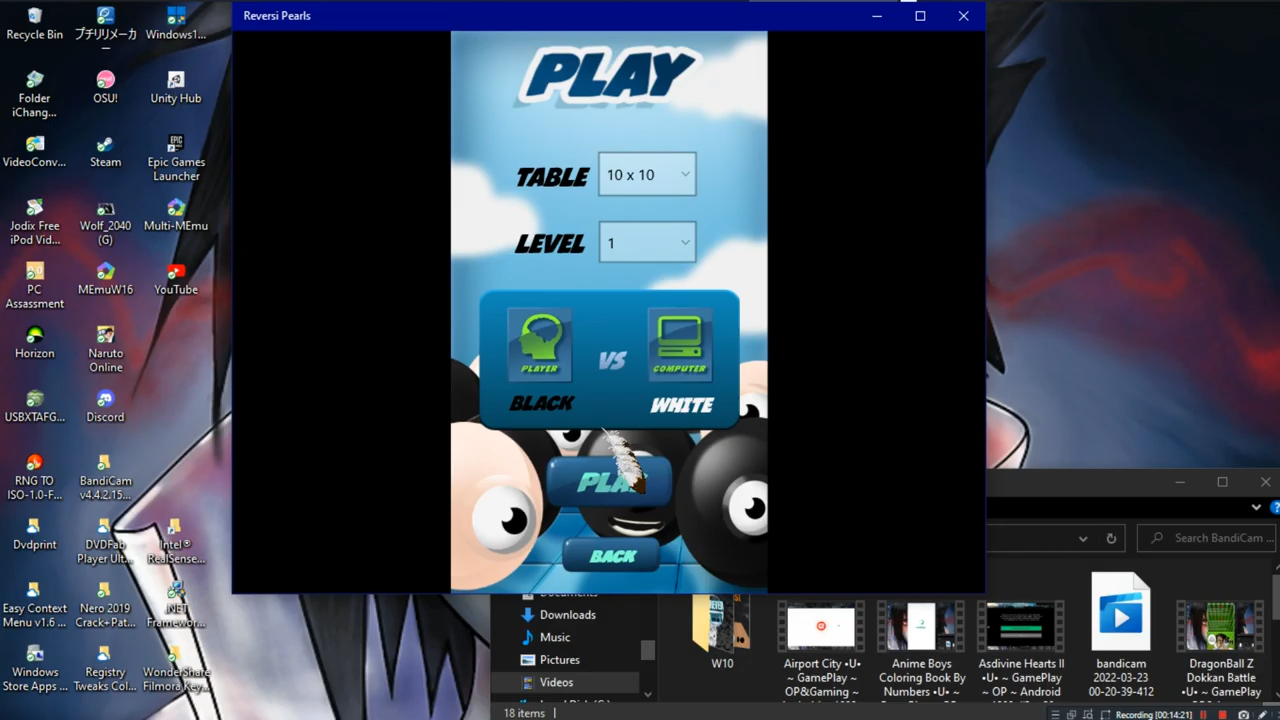 Recycle Bin
プチリリメーカー
Windows1...
Folder
iChang...
OSU!
Unity Hub
VideoConv...
Steam
Epic Games
Launcher
Jodix Free
iPod Vid...
Wolf_2040
(G)
Multi-MEmu
PC
Assassment
MEmuW16
YouTube
Horizon
Naruto
Online
USBXTAFG...
Discord
RNG TO
ISO-1.0-F...
BandiCam
v4.4.2.15...
Dvdprint
DVDFab
Player Ult...
Intel®
RealSense...
Easy Context
Menu v1.6 ...
Nero 2019
Crack+Pat...
.NET
Framewor...
Windows
Store Apps ...
Registry
Tweaks Col...
WonderShare
Filmora Key...
Reversi Pearls
PLAY
TABLE
10 x 10
LEVEL
1
PLAYER
VS
COMPUTER
BLACK
WHITE
PLAY
BACK
Search BandiCam ...
Documents
Downloads
Music
Pictures
Videos
W10
Airport City •U•
~ GamePlay ~
OP&Gaming ~
Anime Boys
Coloring Book By
Numbers •U• ~
Asdivine Hearts II
•U• ~ GamePlay
~ OP ~ Android
bandicam
2022-03-23
00-20-39-412
DragonBall Z
Dokkan Battle
•U• ~ GamePlay
18 items
Recording [00:14:21]